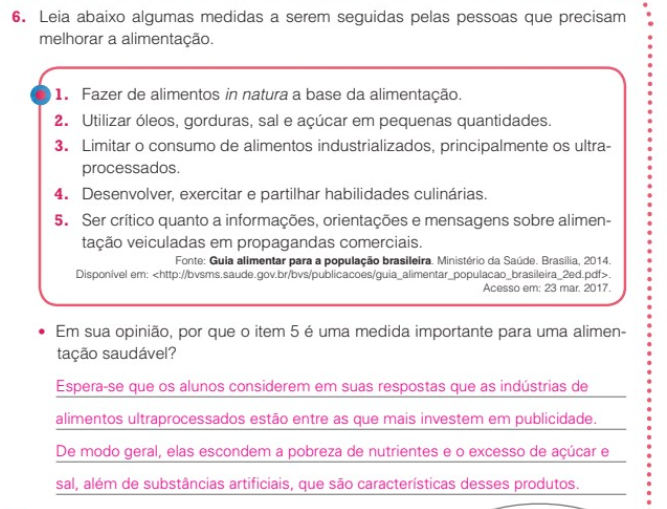 6. Leia abaixo algumas medidas a serem seguidas pelas pessoas que precisam
melhorar a alimentação.
1. Fazer de alimentos in natura a base da alimentação.
2. Utilizar óleos, gorduras, sal e açúcar em pequenas quantidades.
3. Limitar o consumo de alimentos industrializados, principalmente os ultra-
processados.
4. Desenvolver, exercitar e partilhar habilidades culinárias.
5. Ser crítico quanto a informações, orientações e mensagens sobre alimen-
tação veiculadas em propagandas comerciais.
Fonte: Guia alimentar para a população brasileira. Ministério da Saúde. Brasília, 2014.
Disponível em: <http://bvsms.saude.gov.br/bvs/publicacoes/guia_alimentar_populacao_brasileira_2ed.pdf>.
Acesso em: 23 mar. 2017.
• Em sua opinião, por que o item 5 é uma medida importante para uma alimen-
tação saudável?
Espera-se que os alunos considerem em suas respostas que as indústrias de
alimentos ultraprocessados estão entre as que mais investem em publicidade.
De modo geral, elas escondem a pobreza de nutrientes e o excesso de açúcar e
sal, além de substâncias artificiais, que são características desses produtos.